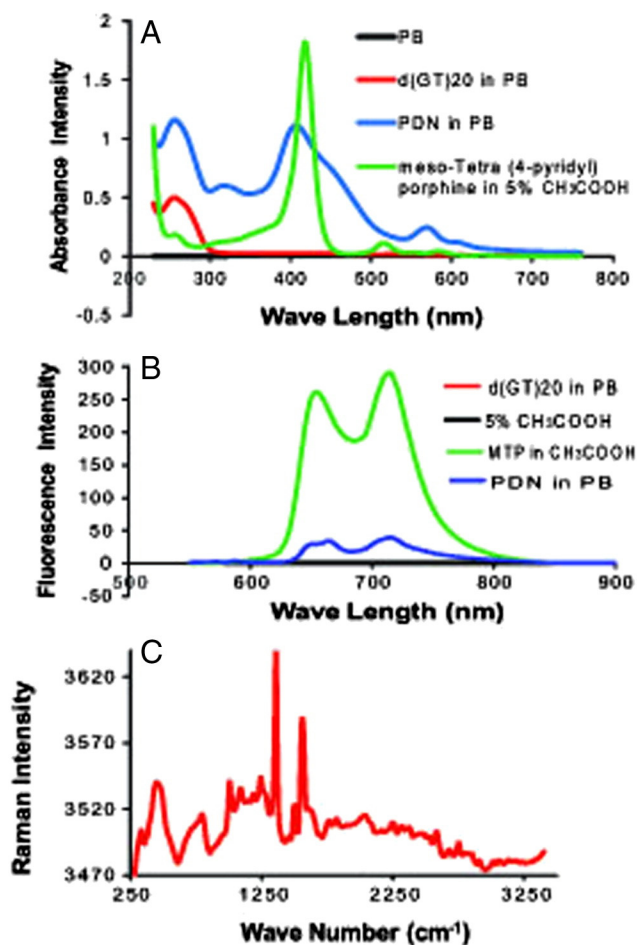 A
2
1.5
1
0.5
0
-0.5
200
300
400
500
600
700
800
Absorbance Intensity
Wave Length (nm)
PB
d(GT)20 in PB
PDN in PB
meso-Tetra (4-pyridyl)
porphine in 5% CH₃COOH
B
300
250
200
150
100
50
0
-50
500
600
700
800
900
Fluorescence Intensity
Wave Length (nm)
d(GT)20 in PB
5% CH₃COOH
MTP in CH₃COOH
PDN in PB
C
3620
3570
3520
3470
250
1250
2250
3250
Raman Intensity
Wave Number (cm⁻¹)